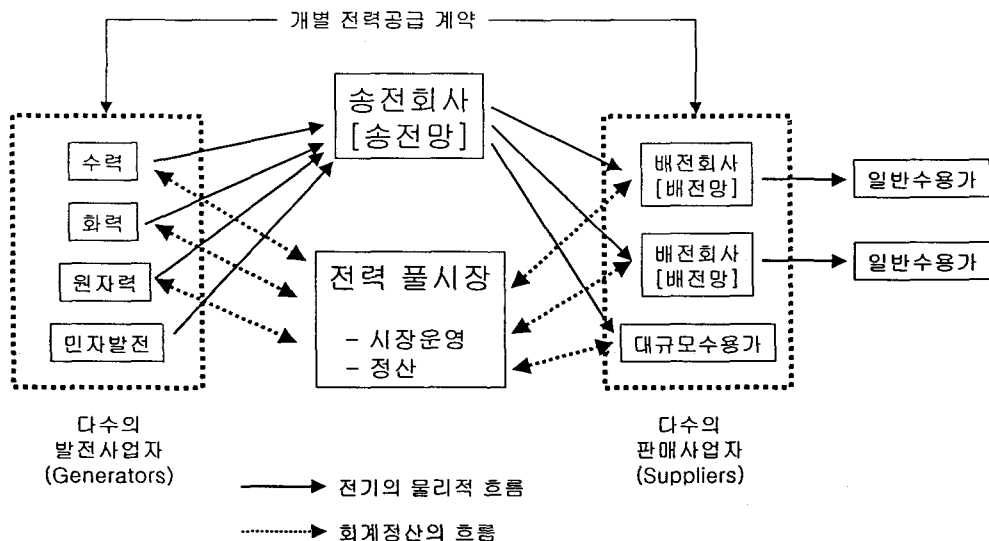 개별 전력공급 계약
송전회사
[송전망]
수력
화력
원자력
민자발전
전력 풀시장
- 시장운영
- 정산
배전회사
[배전망]
일반수용가
배전회사
[배전망]
일반수용가
대규모수용가
다수의
발전사업자
(Generators)
다수의
판매사업자
(Suppliers)
전기의 물리적 흐름
회계정산의 흐름